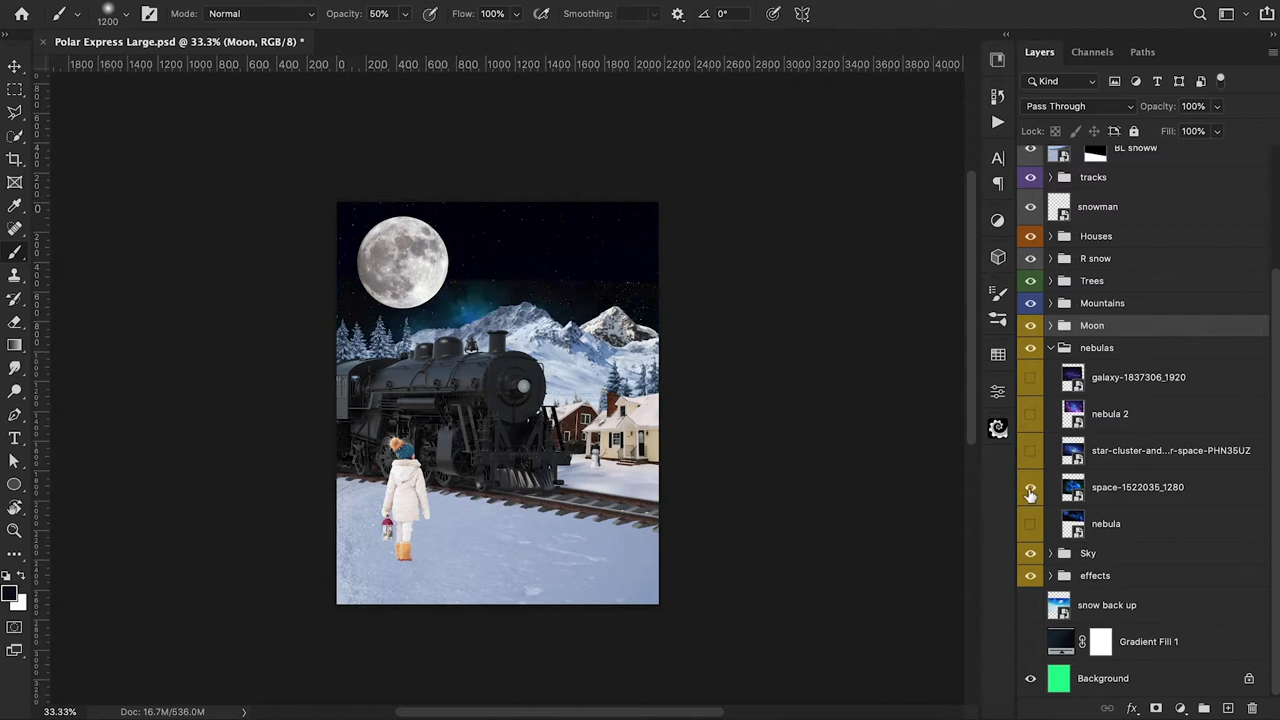 1200
Mode: Normal
Opacity: 50%
Flow: 100%
Smoothing:
0°
Polar Express Large.psd @ 33.3% (Moon, RGB/8) *
1800 1600 1400 1200 1000 800 600 400 200 0 200 400 600 800 1000 1200 1400 1600 1800 2000 2200 2400 2600 2800 3000 3200 3400 3600 3800 4000
Layers Channels Paths
Kind
Pass Through
Opacity: 100%
Lock:
Fill: 100%
BL snoww
tracks
snowman
Houses
R snow
Trees
Mountains
Moon
nebulas
galaxy-1837306_1920
nebula 2
star-cluster-and...r-space-PHN35UZ
space-1522035_1280
nebula
Sky
effects
snow back up
Gradient Fill 1
Background
33.33%
Doc: 16.7M/536.0M